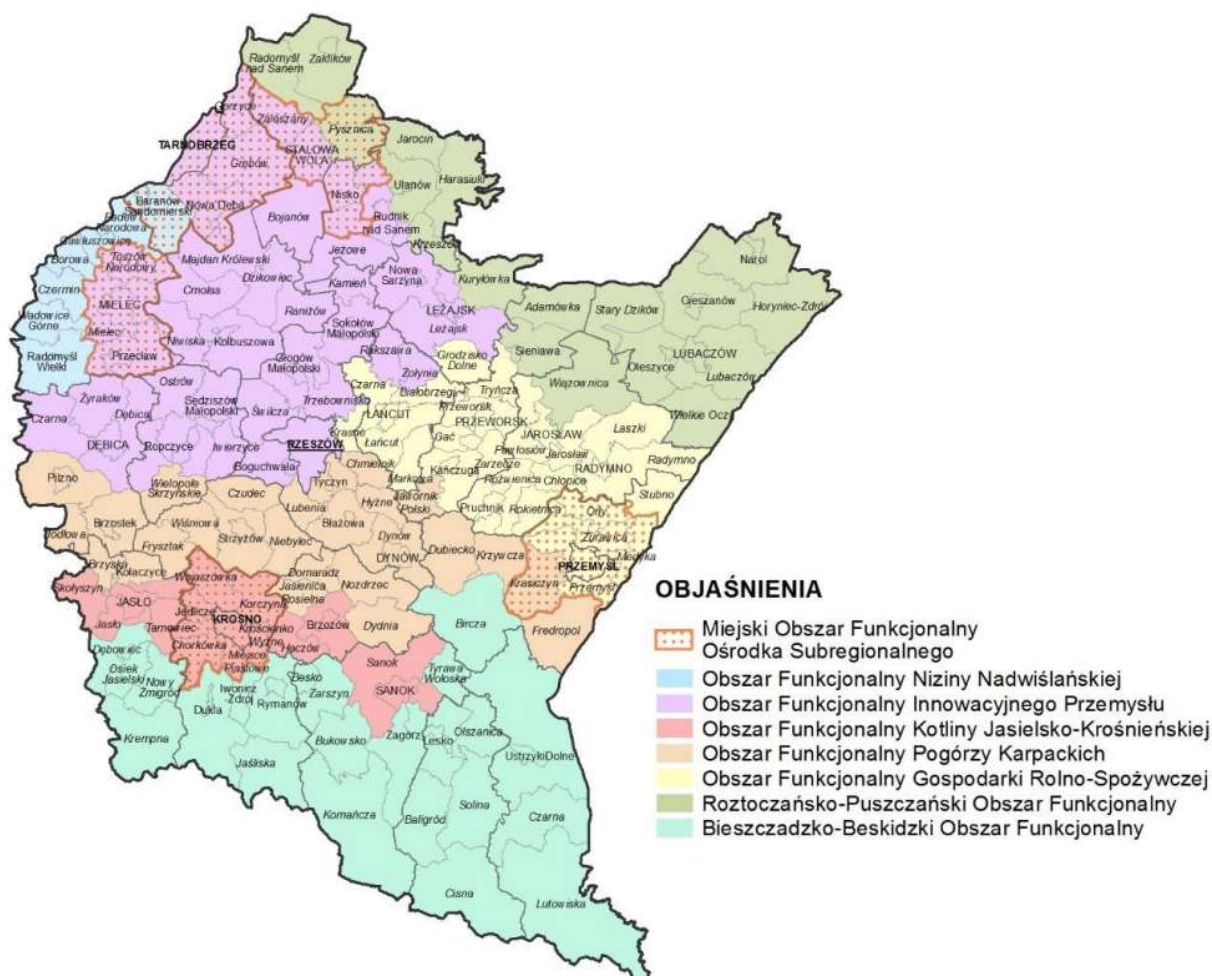 Radomyśl
nad Sanem
Zaklików
Gorzyce
Zaleszany
Pysznica
TARNOBRZEG
STALOWA
WOLA
Jarocin
Grębów
Harasiuki
Ulanów
Nisko
Baranów
Sandomierski
Nowa Dęba
Bojanów
Rudnik
nad Sanem
Padew
Narodowa
Gawłuszowice
Krzeszów
Borowa
Tuszów
Narodowy
Majdan Królewski
Jeżowe
Narol
Dzikowiec
Nowa
Sarzyna
Kuryłówka
Czermin
Cmolas
Kamień
Cieszanów
MIELEC
Raniżów
LEŻAJSK
Adamówka
Stary Dzików
Horyniec-Zdrój
Wadowice
Górne
Mielec
Niwiska
Kolbuszowa
Sokołów
Małopolski
Leżajsk
Radomyśl
Wielki
Przecław
Głogów
Małopolski
Rakszawa
Grodzisko
Dolne
Sieniawa
LUBACZÓW
Oleszyce
Lubaczów
Żołynia
Wiązownica
Ostrów
Żyraków
Sędziszów
Małopolski
Świlcza
Trzebownisko
Czarna
Białobrzegi
Tryńcza
Wielkie Oczy
Czarna
Dębica
Krasne
ŁAŃCUT
Przeworsk
PRZEWORSK
JAROSŁAW
Laszki
DĘBICA
Ropczyce
Iwierzyce
RZESZÓW
Łańcut
Gać
Pawłosiów
Jarosław
RADYMNO
Radymno
Boguchwała
Chmielnik
Markowa
Kańczuga
Zarzecze
Roźwienica
Chłopice
Stubno
Pilzno
Wielopole
Skrzyńskie
Czudec
Tyczyn
Lubenia
Hyżne
Jawornik
Polski
Pruchnik
Rokietnica
Orły
Żurawica
Brzostek
Wiśniowa
Błażowa
Jodłowa
Frysztak
Strzyżów
Niebylec
Dynów
DYNÓW
Dubiecko
Krzywcza
Medyka
PRZEMYŚL
Brzyska
Kołaczyce
Domaradz
Krasiczyn
Przemyśl
Skołyszyn
Wojaszówka
Jasienica
Rosielna
Nozdrzec
JASŁO
Jedlicze
Korczyna
Fredropol
KROSNO
Brzozów
Dydnia
Bircza
Jasło
Tarnowiec
Krościenko
Wyżne
Chorkówka
Haczów
Dębowiec
Miejsce
Piastowe
Sanok
Tyrawa
Wołoska
Osiek
Jasielski
Nowy
Żmigród
Besko
Zarszyn
SANOK
Iwonicz
Zdrój
Rymanów
Dukla
Zagórz
Lesko
Olszanica
Krempna
Bukowsko
Ustrzyki Dolne
Jaśliska
Solina
Komańcza
Baligród
Czarna
Cisna
Lutowiska
OBJAŚNIENIA
Miejski Obszar Funkcjonalny
Ośrodka Subregionalnego
Obszar Funkcjonalny Niziny Nadwiślańskiej
Obszar Funkcjonalny Innowacyjnego Przemysłu
Obszar Funkcjonalny Kotliny Jasielsko-Krośnieńskiej
Obszar Funkcjonalny Pogórzy Karpackich
Obszar Funkcjonalny Gospodarki Rolno-Spożywczej
Roztoczańsko-Puszczański Obszar Funkcjonalny
Bieszczadzko-Beskidzki Obszar Funkcjonalny